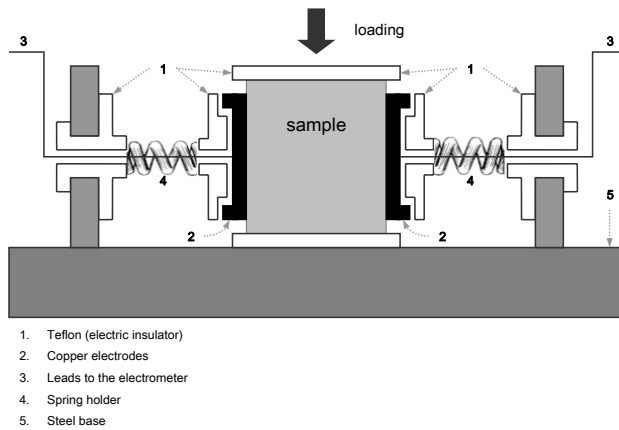 loading
3
3
1
1
sample
4
4
5
2
2
1. Teflon (electric insulator)
2. Copper electrodes
3. Leads to the electrometer
4. Spring holder
5. Steel base